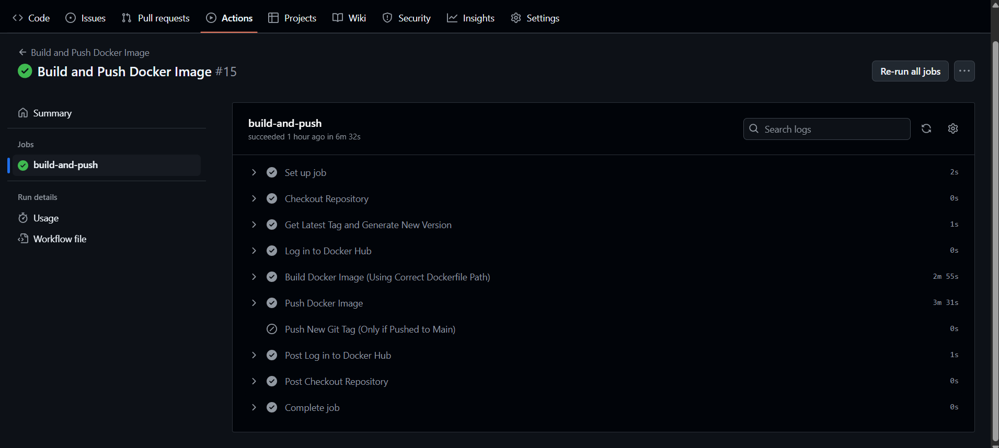 Code Issues Pull requests Actions Projects Wiki Security Insights Settings
Build and Push Docker Image
Build and Push Docker Image #15
Re-run all jobs
Summary
Jobs
build-and-push
Run details
Usage
Workflow file
build-and-push
succeeded 1 hour ago in 6m 32s
Search logs
Set up job 2s
Checkout Repository 0s
Get Latest Tag and Generate New Version 1s
Log in to Docker Hub 0s
Build Docker Image (Using Correct Dockerfile Path) 2m 55s
Push Docker Image 3m 31s
Push New Git Tag (Only if Pushed to Main) 0s
Post Log in to Docker Hub 1s
Post Checkout Repository 0s
Complete job 0s